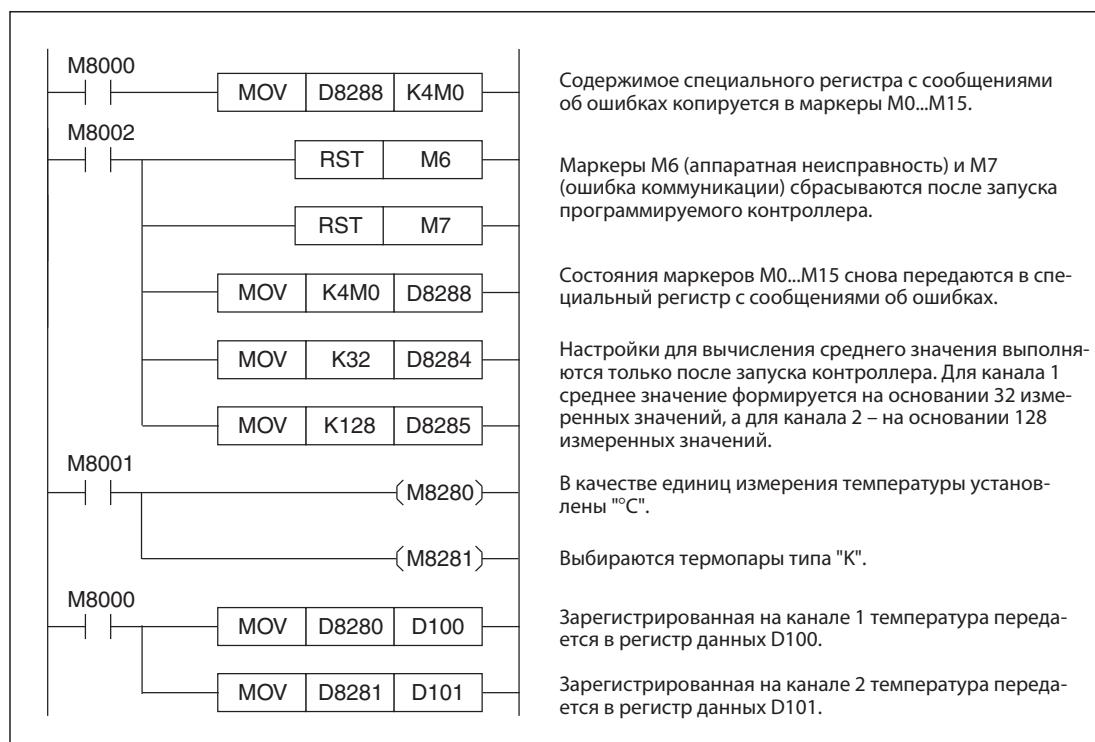 M8000
MOV D8288 K4M0
Содержимое специального регистра с сообщениями
об ошибках копируется в маркеры M0...M15.
M8002
RST M6
Маркеры M6 (аппаратная неисправность) и M7
(ошибка коммуникации) сбрасываются после запуска
программируемого контроллера.
RST M7
MOV K4M0 D8288
Состояния маркеров M0...M15 снова передаются в спе-
циальный регистр с сообщениями об ошибках.
MOV K32 D8284
Настройки для вычисления среднего значения выполня-
ются только после запуска контроллера. Для канала 1
среднее значение формируется на основании 32 изме-
ренных значений, а для канала 2 – на основании 128
измеренных значений.
MOV K128 D8285
M8001
M8280
В качестве единиц измерения температуры установ-
лены "°C".
M8281
Выбираются термопары типа "K".
M8000
MOV D8280 D100
Зарегистрированная на канале 1 температура переда-
ется в регистр данных D100.
MOV D8281 D101
Зарегистрированная на канале 2 температура переда-
ется в регистр данных D101.